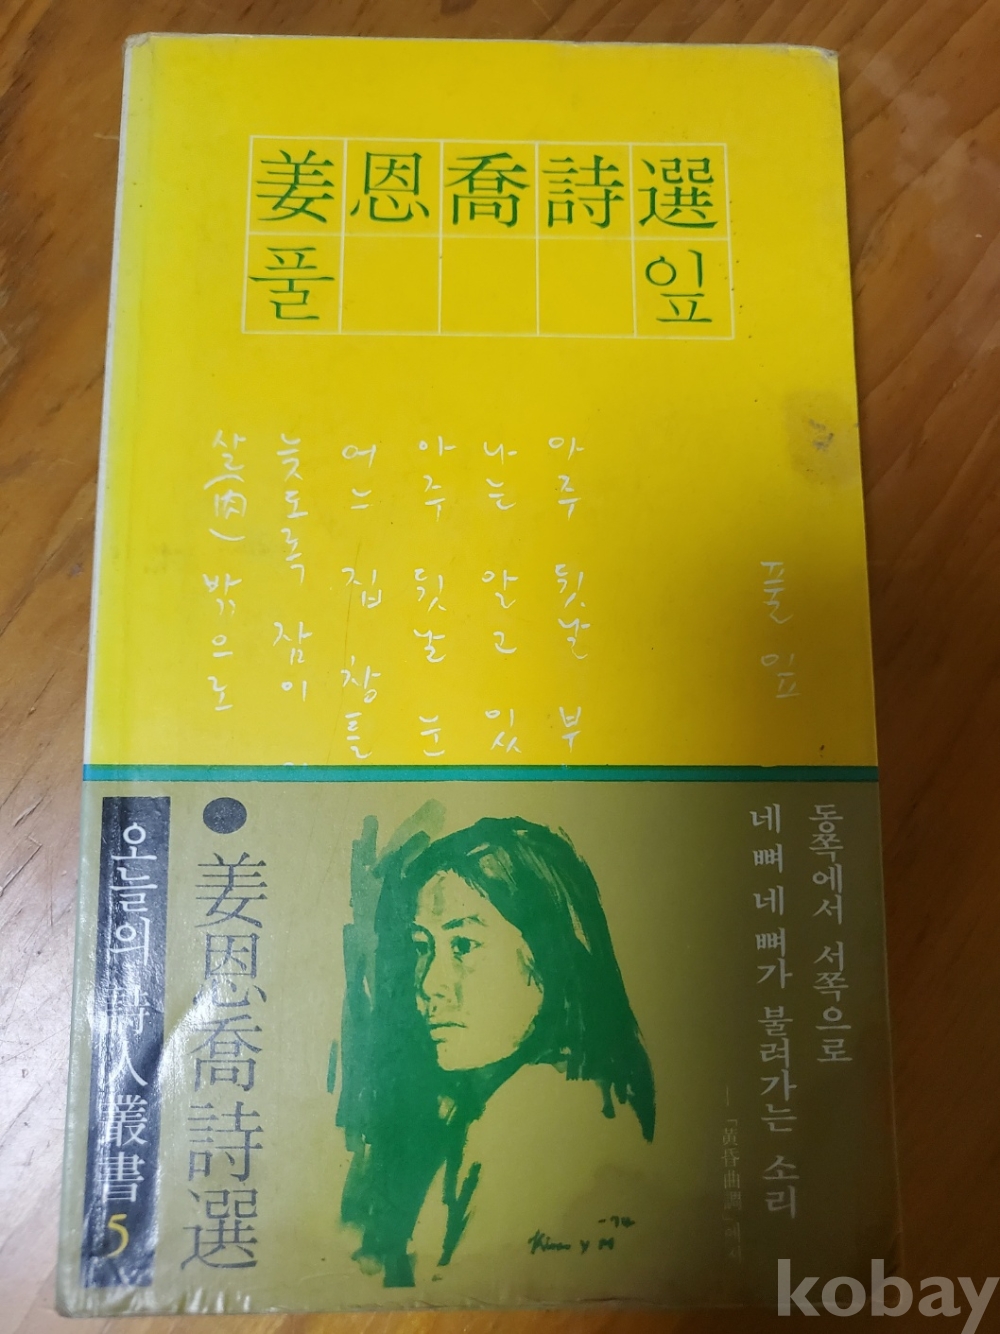 姜恩喬詩選
풀잎
풀잎
아주 뒷날 부
나는 알고 있
아주 뒷날 눈
어느 집 창틀
늦도록 잠이
살(肉) 밖으로
동쪽에서 서쪽으로
네 뼈 네 뼈가 불려가는 소리
—「黃昏曲調」에서
●姜恩喬詩選
오늘의 詩人叢書 5
-74
kobay